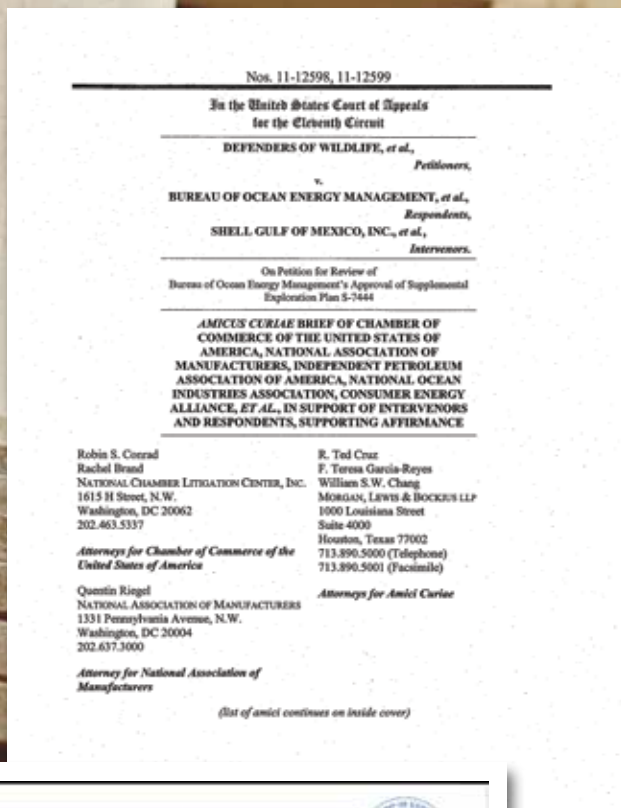 Nos. 11-12598, 11-12599
In the United States Court of Appeals
for the Eleventh Circuit
DEFENDERS OF WILDLIFE, et al.,
Petitioners,
v.
BUREAU OF OCEAN ENERGY MANAGEMENT, et al.,
Respondents,
SHELL GULF OF MEXICO, INC., et al.,
Intervenors.
On Petition for Review of
Bureau of Ocean Energy Management's Approval of Supplemental
Exploration Plan S-7444
AMICUS CURIAE BRIEF OF CHAMBER OF
COMMERCE OF THE UNITED STATES OF
AMERICA, NATIONAL ASSOCIATION OF
MANUFACTURERS, INDEPENDENT PETROLEUM
ASSOCIATION OF AMERICA, NATIONAL OCEAN
INDUSTRIES ASSOCIATION, CONSUMER ENERGY
ALLIANCE, ET AL., IN SUPPORT OF INTERVENORS
AND RESPONDENTS, SUPPORTING AFFIRMANCE
Robin S. Conrad
Rachel Brand
NATIONAL CHAMBER LITIGATION CENTER, INC.
1615 H Street, N.W.
Washington, DC 20062
202.463.5337
Attorneys for Chamber of Commerce of the
United States of America
Quentin Riegel
NATIONAL ASSOCIATION OF MANUFACTURERS
1331 Pennsylvania Avenue, N.W.
Washington, DC 20004
202.637.3000
Attorney for National Association of
Manufacturers
R. Ted Cruz
F. Teresa Garcia-Reyes
William S.W. Chang
MORGAN, LEWIS & BOCKIUS LLP
1000 Louisiana Street
Suite 4000
Houston, Texas 77002
713.890.5000 (Telephone)
713.890.5001 (Facsimile)
Attorneys for Amici Curiae
(list of amici continues on inside cover)